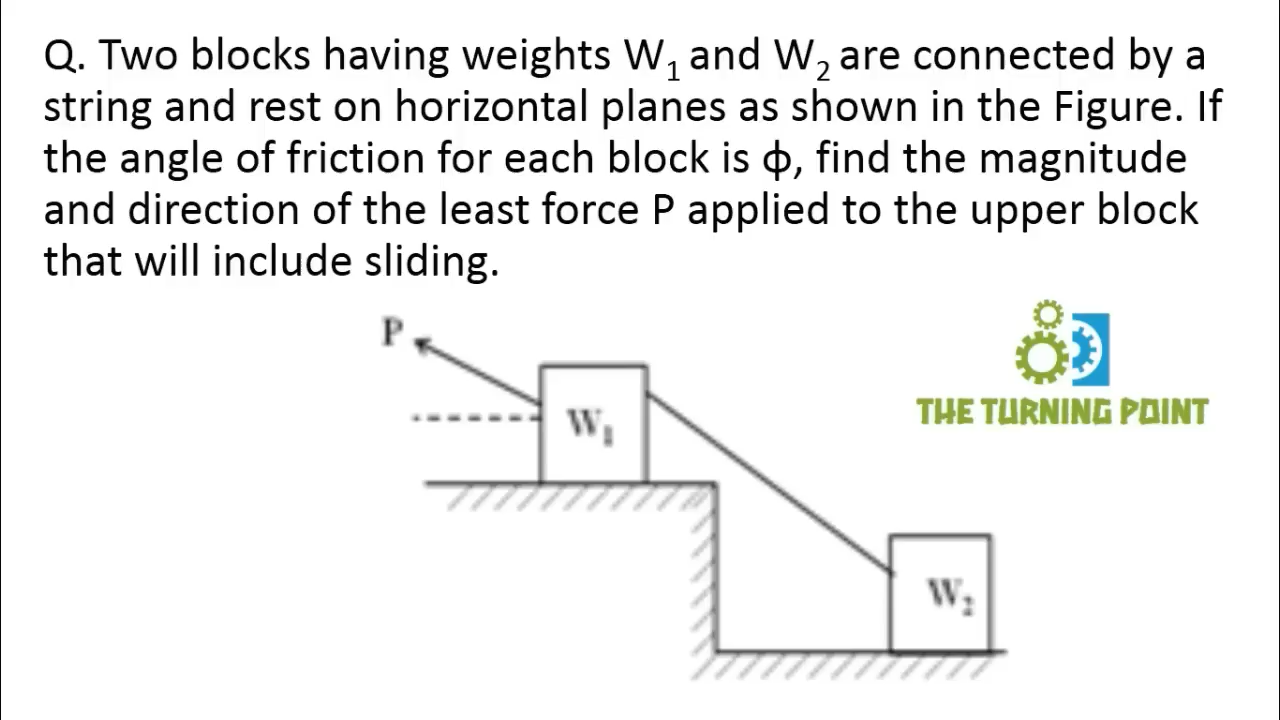 Q. Two blocks having weights W₁ and W₂ are connected by a
string and rest on horizontal planes as shown in the Figure. If
the angle of friction for each block is ϕ, find the magnitude
and direction of the least force P applied to the upper block
that will include sliding.
P
W₁
THE TURNING POINT
W₂